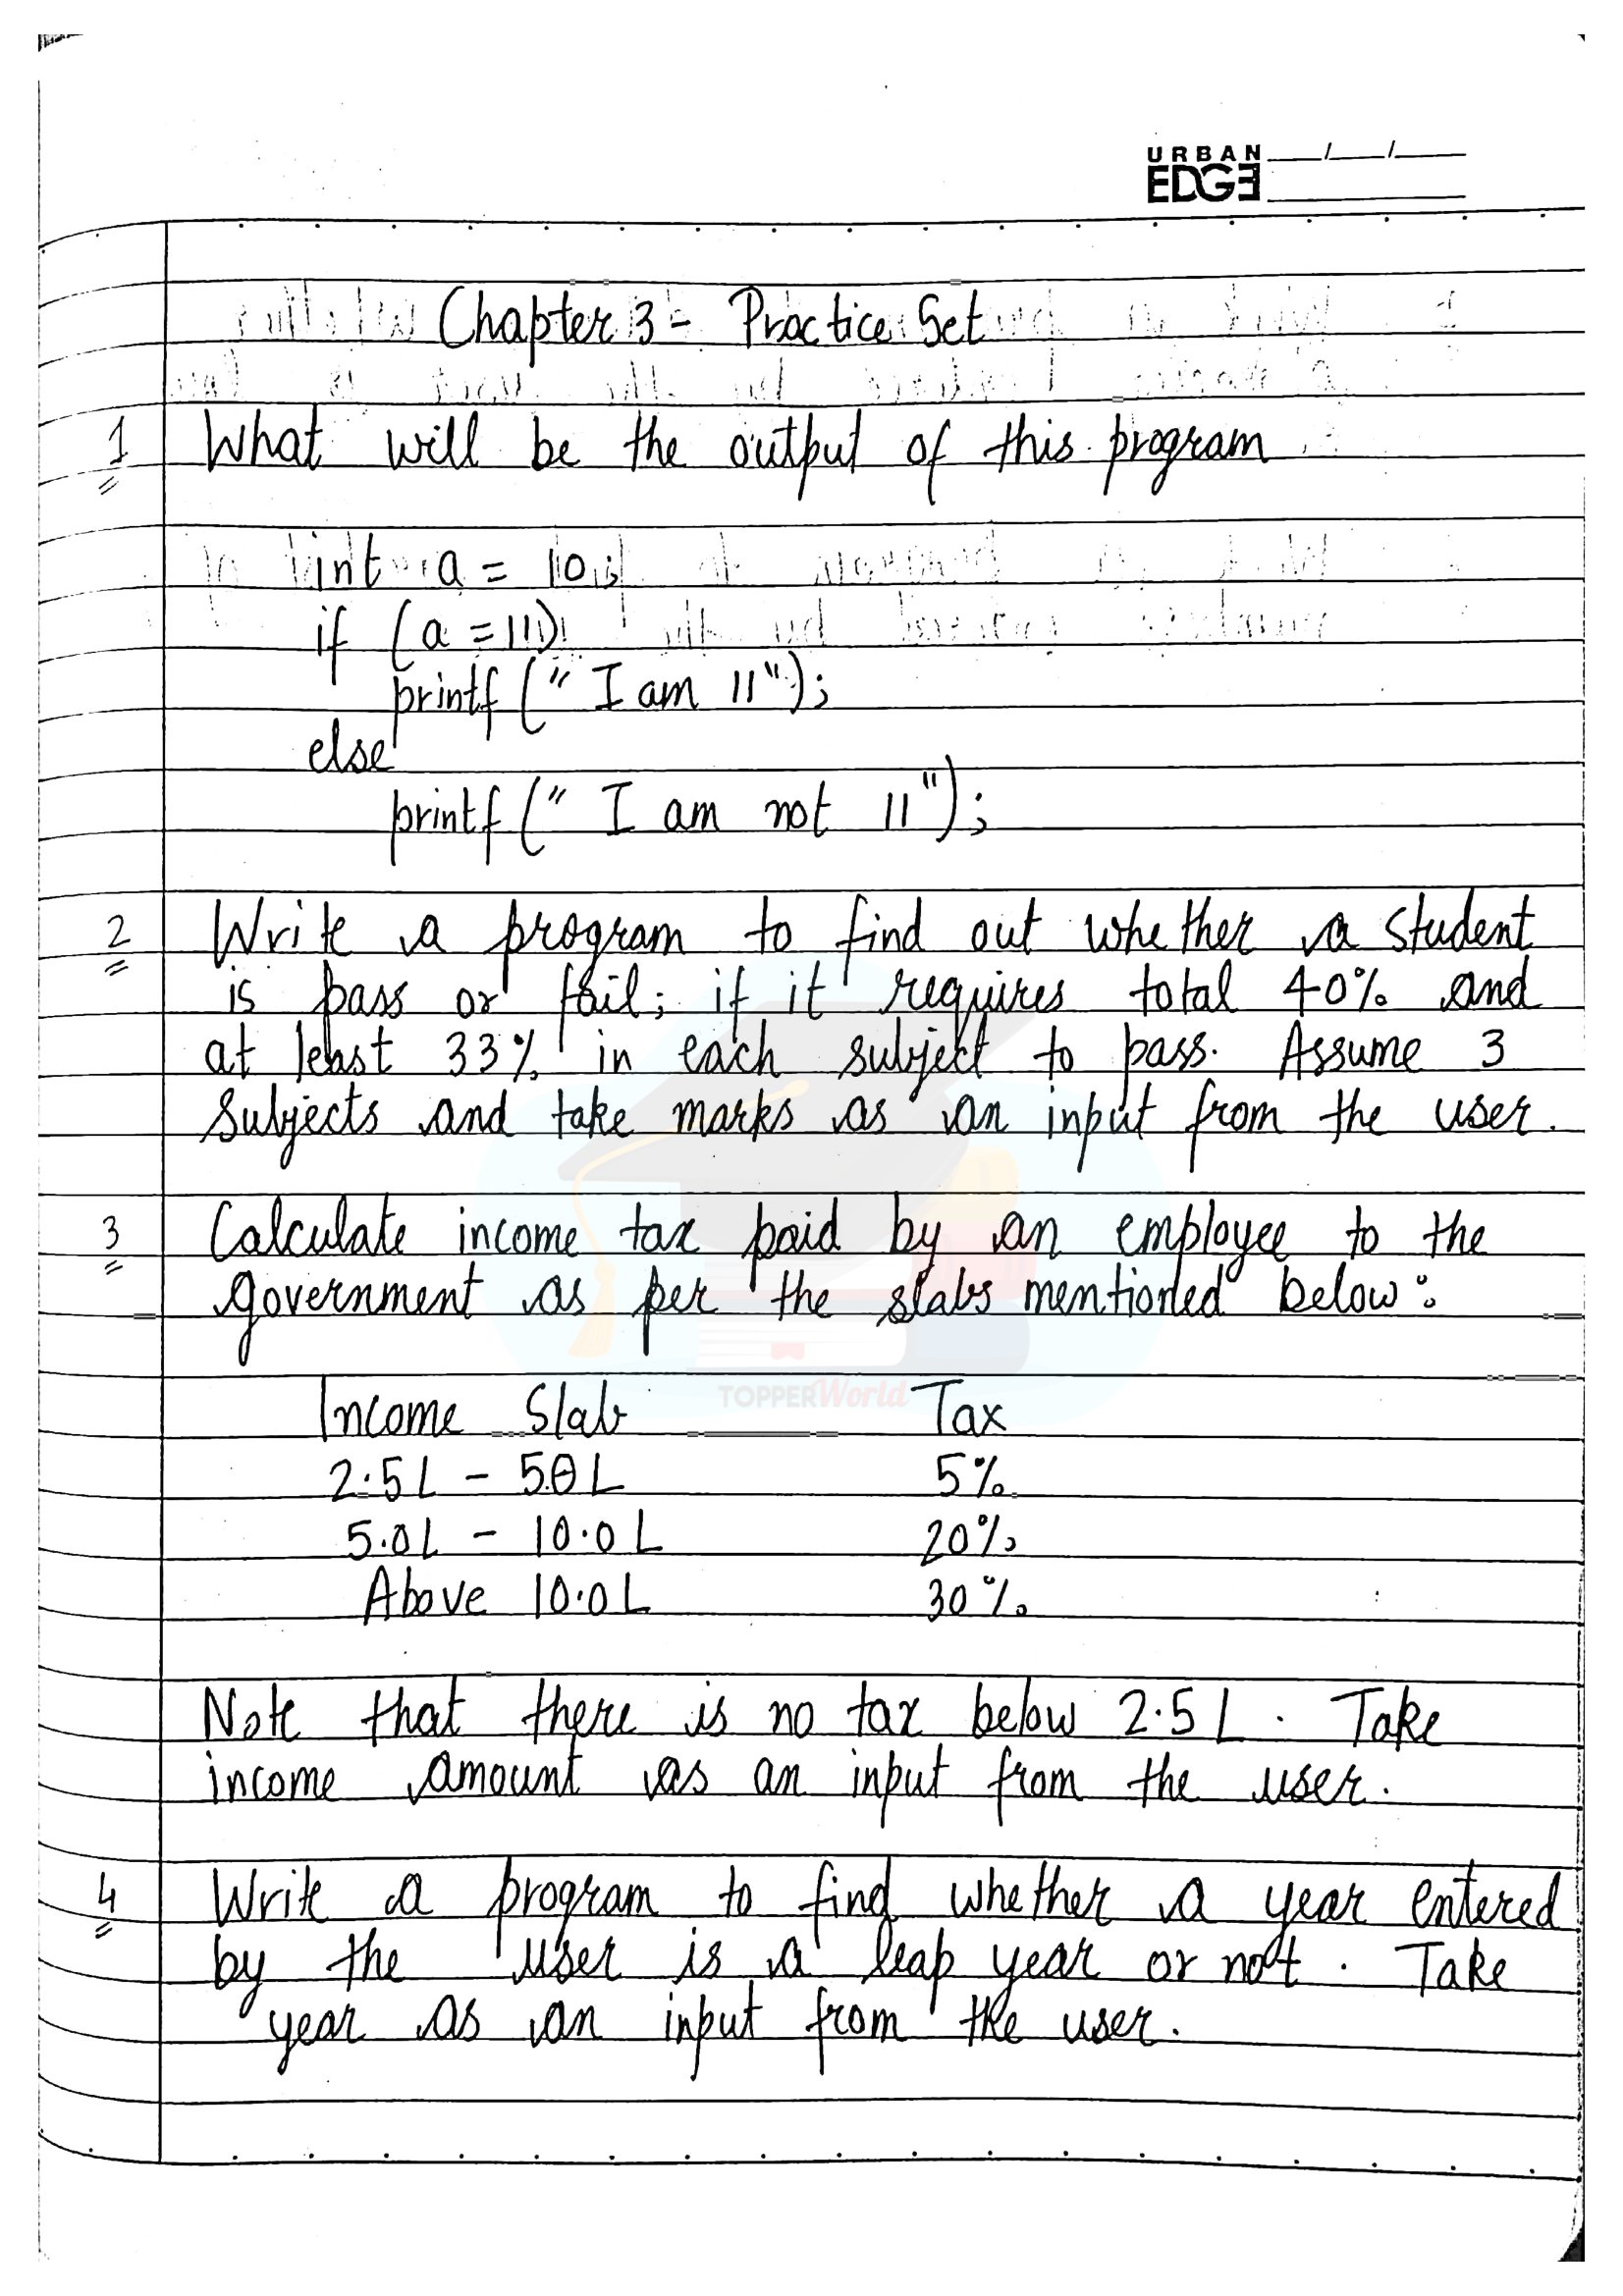 URBAN
EDGE
Chapter 3 - Practice Set
1 What will be the output of this program
int a = 10;
if (a = 11)
printf (" I am 11");
else
printf (" I am not 11");
2 Write a program to find out whether a student
is pass or fail; if it requires total 40% and
at least 33% in each subject to pass. Assume 3
subjects and take marks as an input from the user.
3 Calculate income tax paid by an employee to the
government as per the slabs mentioned below:
TOPPERWorld
Income Slab Tax
2.5L - 5.0L 5%
5.0L - 10.0L 20%
Above 10.0L 30%
Note that there is no tax below 2.5L. Take
income amount as an input from the user.
4 Write a program to find whether a year entered
by the user is a leap year or not. Take
year as an input from the user.